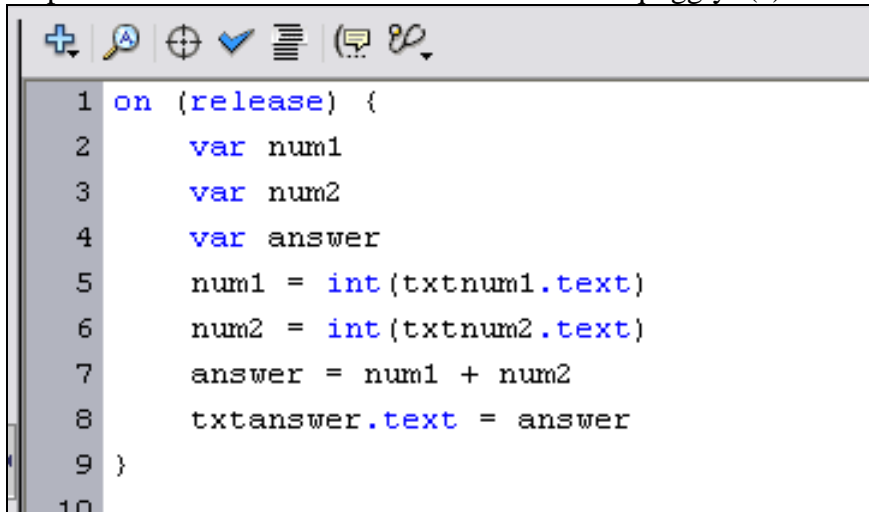 1 on (release) {
2 var num1
3 var num2
4 var answer
5 num1 = int(txtnum1.text)
6 num2 = int(txtnum2.text)
7 answer = num1 + num2
8 txtanswer.text = answer
9 }
10